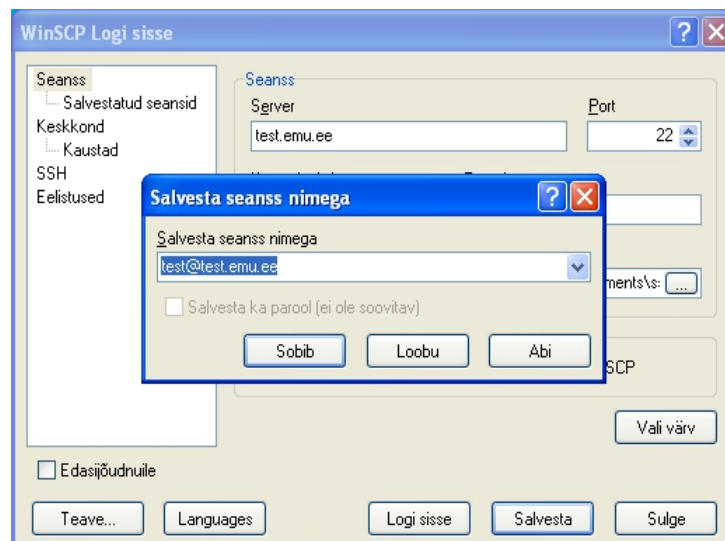 WinSCP Logi sisse
Seanss
Salvestatud seansid
Keskkond
Kaustad
SSH
Eelistused
Seanss
Server
Port
test.emu.ee
22
Salvesta seanss nimega
Salvesta seanss nimega
test@test.emu.ee
Salvesta ka parool (ei ole soovitav)
Sobib
Loobu
Abi
ments\s:
...
SCP
Vali värv
Edasijõudnuile
Teave...
Languages
Logi sisse
Salvesta
Sulge